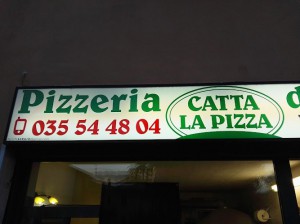 Pizzeria
035 54 48 04
CATTA
LA PIZZA
d